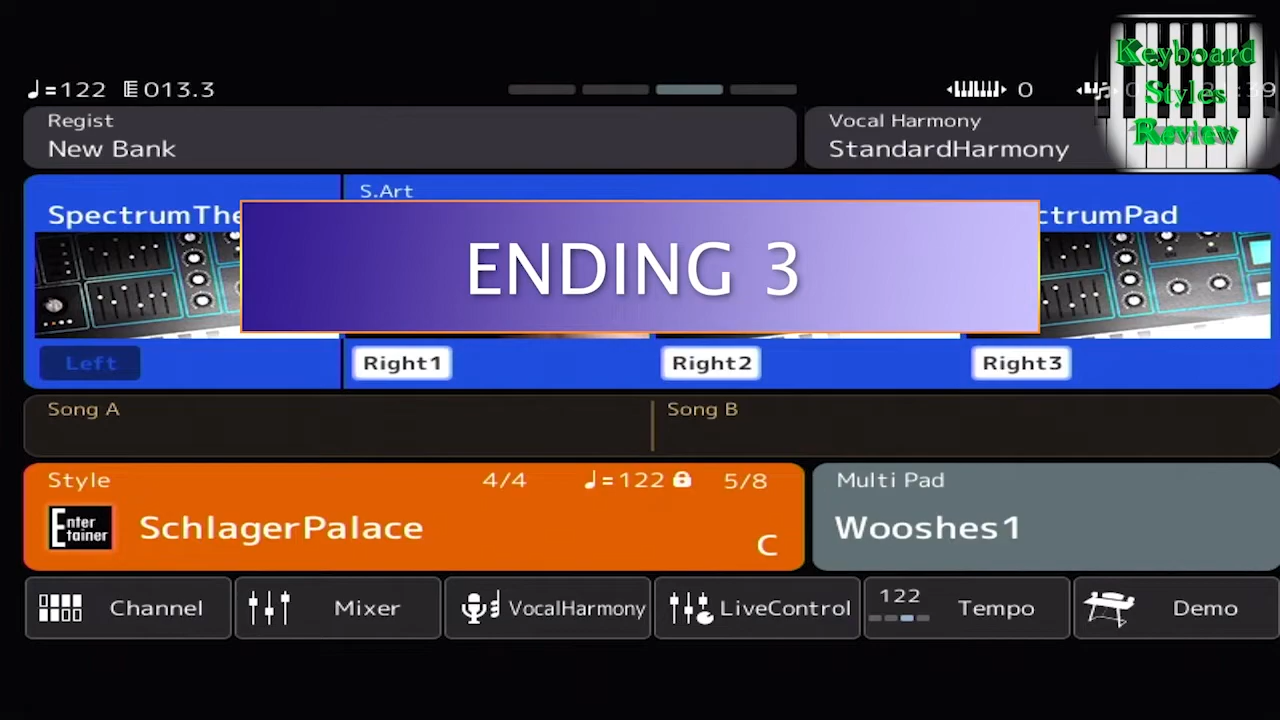 ♩=122 013.3
0
39
Keyboard
Styles
Review
Regist
New Bank
Vocal Harmony
StandardHarmony
S.Art
SpectrumThe
ctrumPad
ENDING 3
Left
Right1
Right2
Right3
Song A
Song B
Style 4/4 ♩=122 5/8
Enter
tainer
SchlagerPalace
C
Multi Pad
Wooshes1
Channel
Mixer
VocalHarmony
LiveControl
122
Tempo
Demo